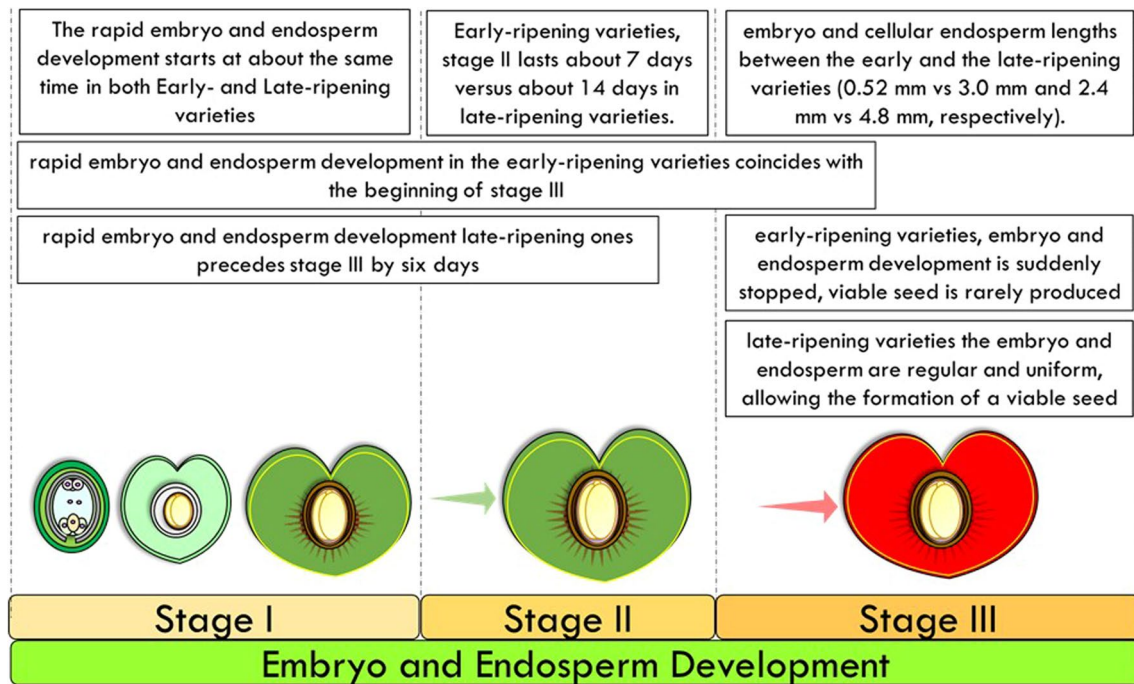 The rapid embryo and endosperm
development starts at about the same
time in both Early- and Late-ripening
varieties
Early-ripening varieties,
stage II lasts about 7 days
versus about 14 days in
late-ripening varieties.
embryo and cellular endosperm lengths
between the early and the late-ripening
varieties (0.52 mm vs 3.0 mm and 2.4
mm vs 4.8 mm, respectively).
rapid embryo and endosperm development in the early-ripening varieties coincides with
the beginning of stage III
rapid embryo and endosperm development late-ripening ones
precedes stage III by six days
early-ripening varieties, embryo and
endosperm development is suddenly
stopped, viable seed is rarely produced
late-ripening varieties the embryo and
endosperm are regular and uniform,
allowing the formation of a viable seed
Stage I
Stage II
Stage III
Embryo and Endosperm Development